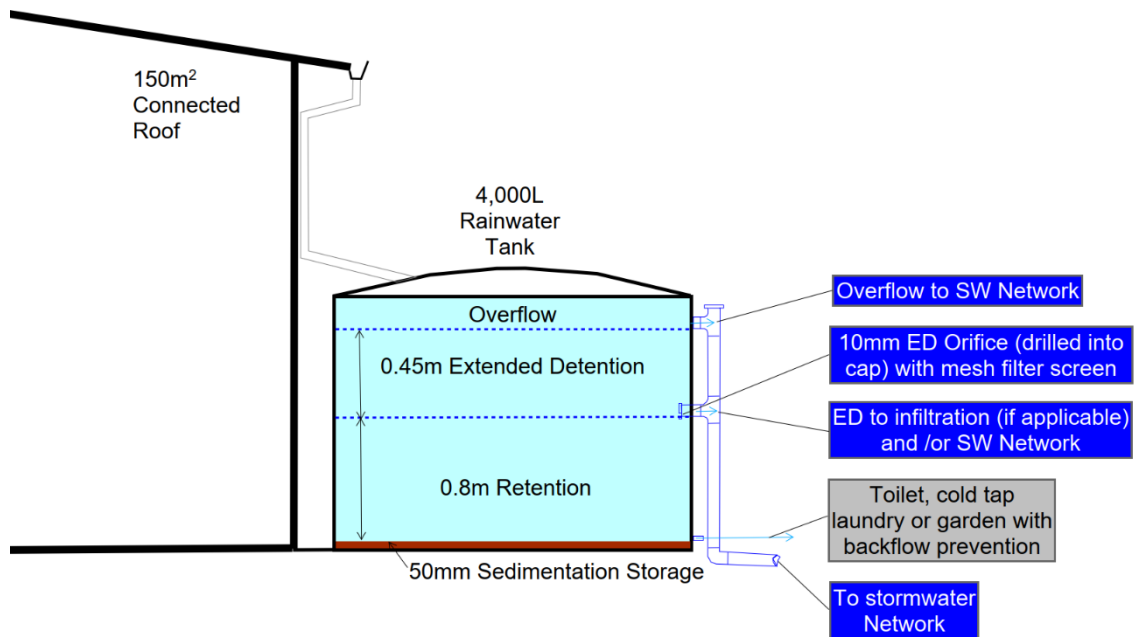 150m²
Connected
Roof
4,000L
Rainwater
Tank
Overflow
0.45m Extended Detention
0.8m Retention
50mm Sedimentation Storage
Overflow to SW Network
10mm ED Orifice (drilled into
cap) with mesh filter screen
ED to infiltration (if applicable)
and /or SW Network
Toilet, cold tap
laundry or garden with
backflow prevention
To stormwater
Network